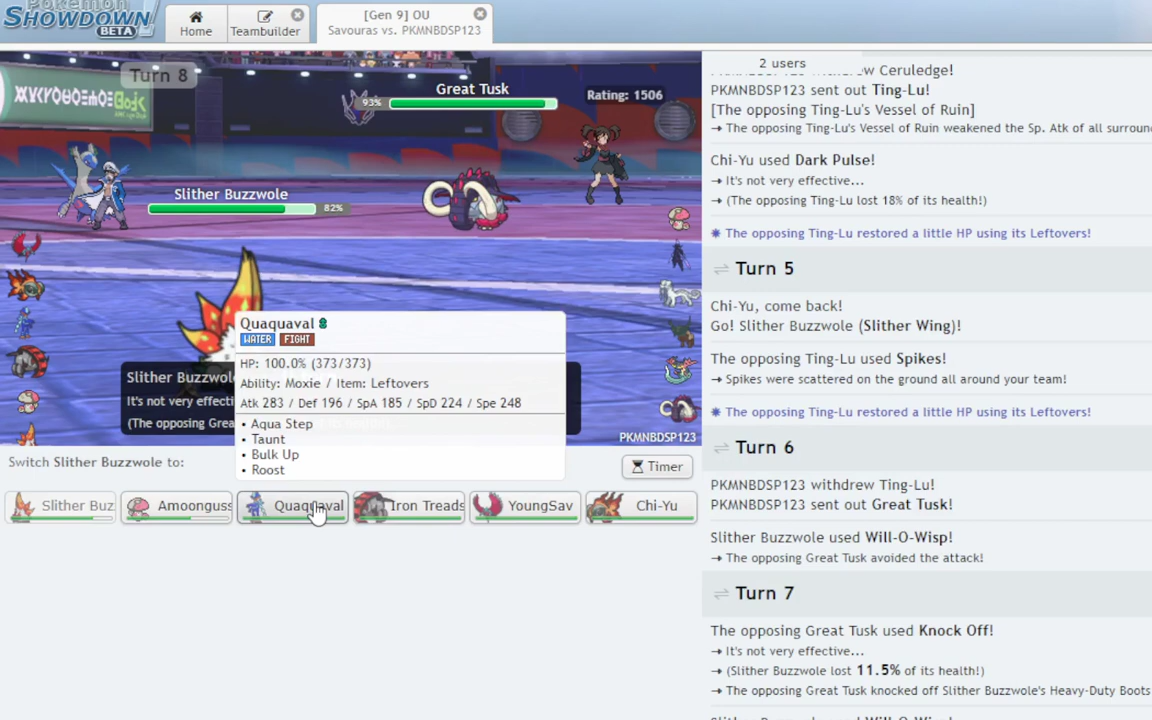 Pokémon
SHOWDOWN
BETA
Home
Teambuilder
[Gen 9] OU
Savouras vs. PKMNBDSP123
Turn 8
93%
Great Tusk
Rating: 1506
Slither Buzzwole
82%
PKMNBDSP123
Slither Buzzwol
It's not very effecti
(The opposing Grea
Quaquaval
WATER FIGHT
HP: 100.0% (373/373)
Ability: Moxie / Item: Leftovers
Atk 283 / Def 196 / SpA 185 / SpD 224 / Spe 248
• Aqua Step
• Taunt
• Bulk Up
• Roost
Switch Slither Buzzwole to:
Timer
Slither Buz
Amoonguss
Quaquaval
Iron Treads
YoungSav
Chi-Yu
2 users
PKMNBDSP123 withdrew Ceruledge!
PKMNBDSP123 sent out Ting-Lu!
[The opposing Ting-Lu's Vessel of Ruin]
→ The opposing Ting-Lu's Vessel of Ruin weakened the Sp. Atk of all surroun
Chi-Yu used Dark Pulse!
→ It's not very effective...
→ (The opposing Ting-Lu lost 18% of its health!)
The opposing Ting-Lu restored a little HP using its Leftovers!
Turn 5
Chi-Yu, come back!
Go! Slither Buzzwole (Slither Wing)!
The opposing Ting-Lu used Spikes!
→ Spikes were scattered on the ground all around your team!
The opposing Ting-Lu restored a little HP using its Leftovers!
Turn 6
PKMNBDSP123 withdrew Ting-Lu!
PKMNBDSP123 sent out Great Tusk!
Slither Buzzwole used Will-O-Wisp!
→ The opposing Great Tusk avoided the attack!
Turn 7
The opposing Great Tusk used Knock Off!
→ It's not very effective...
→ (Slither Buzzwole lost 11.5% of its health!)
→ The opposing Great Tusk knocked off Slither Buzzwole's Heavy-Duty Boots